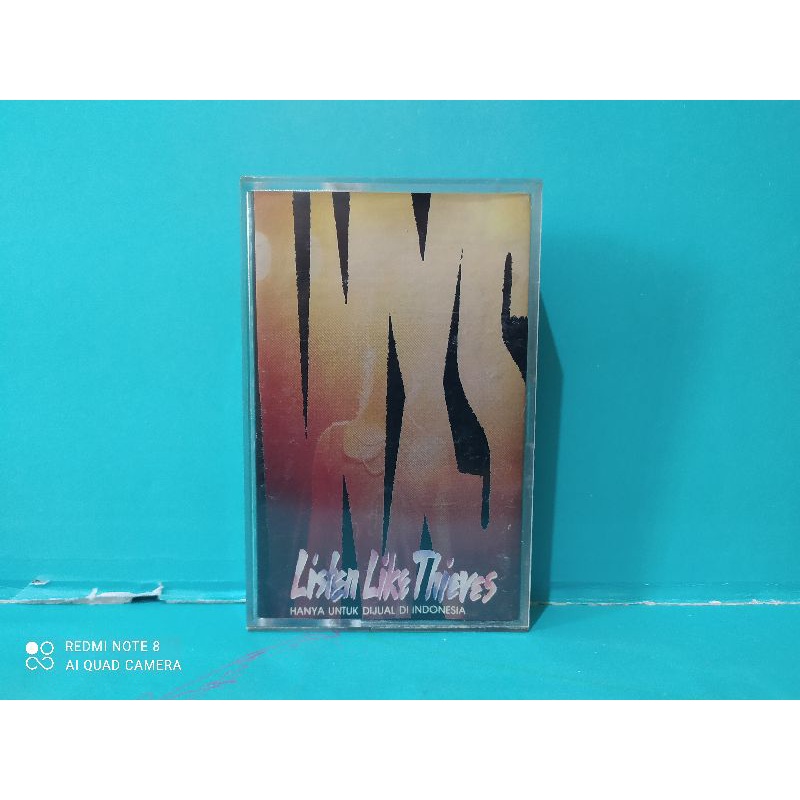 INXS
Listen Like Thieves
HANYA UNTUK DIJUAL DI INDONESIA
REDMI NOTE 8
AI QUAD CAMERA